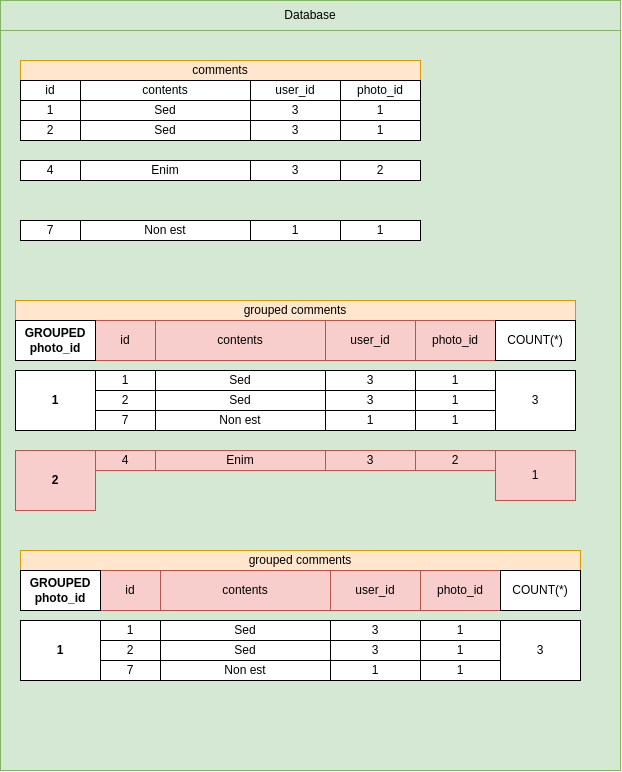 Database
comments
id contents user_id photo_id
1 Sed 3 1
2 Sed 3 1
4 Enim 3 2
7 Non est 1 1
grouped comments
GROUPED photo_id id contents user_id photo_id COUNT(*)
1 Sed 3 1
1 2 Sed 3 1 3
7 Non est 1 1
4 Enim 3 2
2 1
grouped comments
GROUPED photo_id id contents user_id photo_id COUNT(*)
1 Sed 3 1
1 2 Sed 3 1 3
7 Non est 1 1